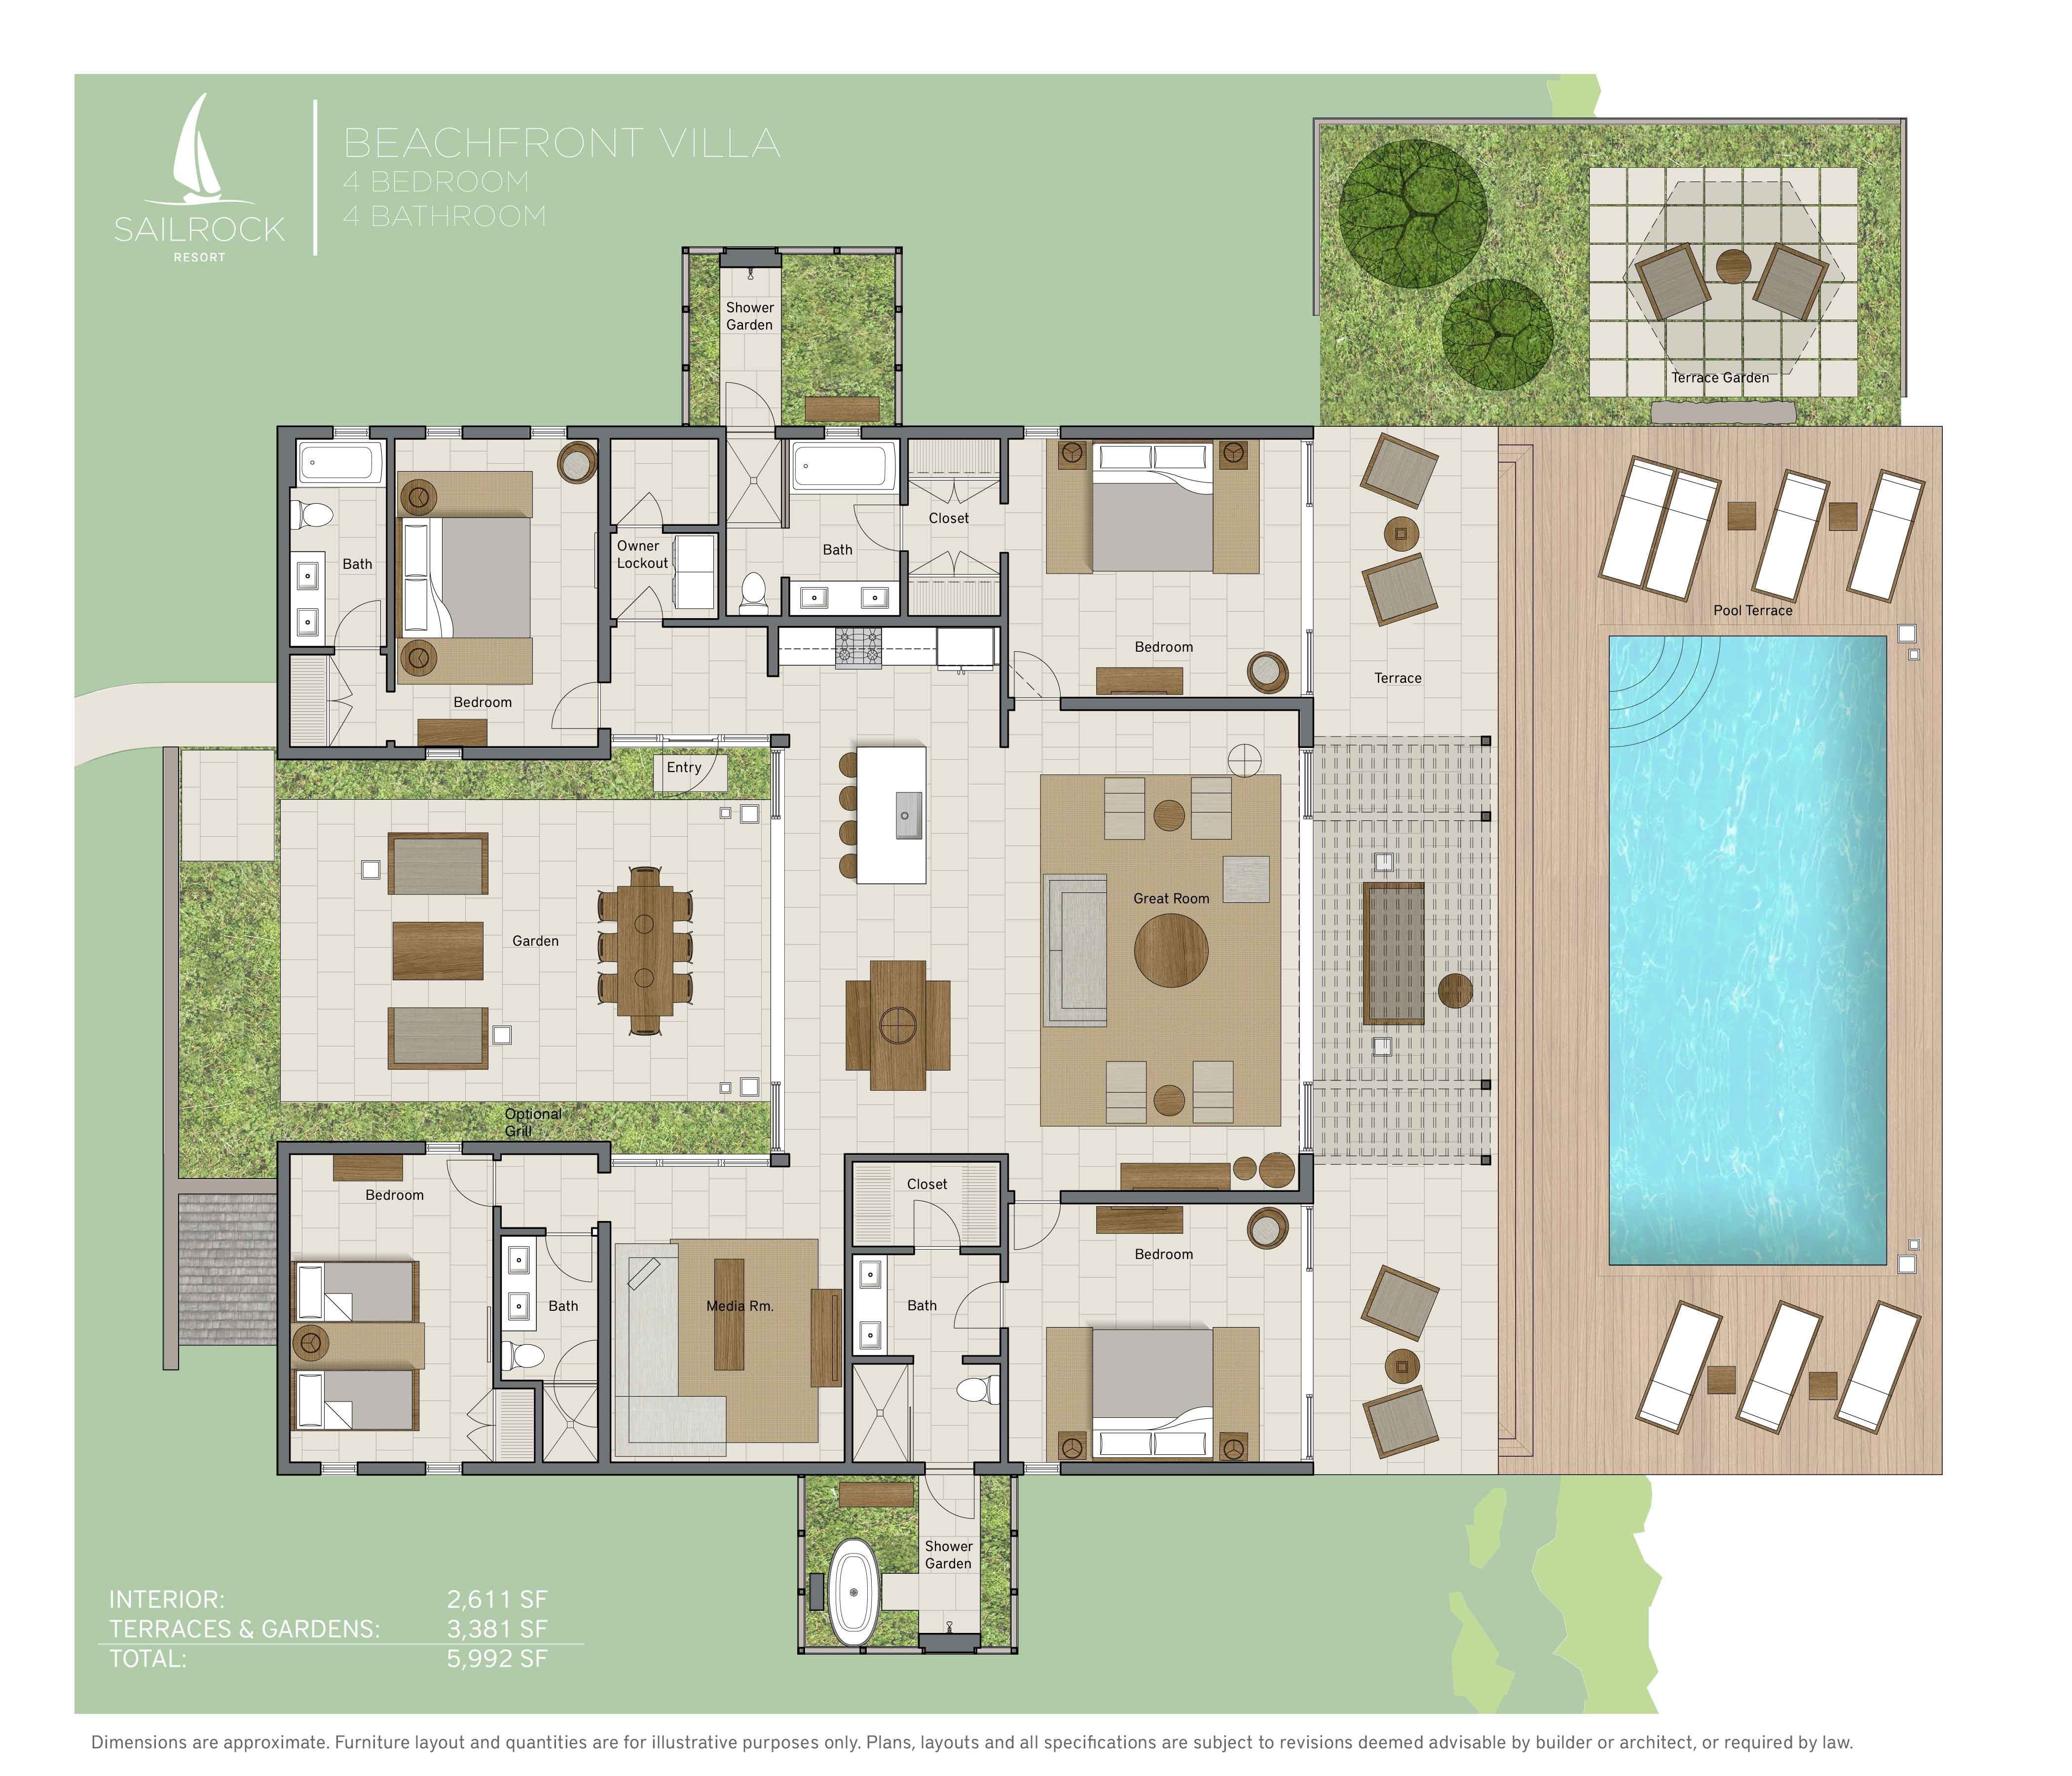 BEACHFRONT VILLA
4 BEDROOM
4 BATHROOM
SAILROCK
RESORT
Shower
Garden
Terrace Garden
Bath
Owner
Lockout
Bath
Closet
Bedroom
Bedroom
Terrace
Pool Terrace
Entry
Garden
Great Room
Optional
Grill
Bedroom
Bath
Media Rm.
Closet
Bath
Bedroom
Shower
Garden
INTERIOR: 2,611 SF
TERRACES & GARDENS: 3,381 SF
TOTAL: 5,992 SF
Dimensions are approximate. Furniture layout and quantities are for illustrative purposes only. Plans, layouts and all specifications are subject to revisions deemed advisable by builder or architect, or required by law.